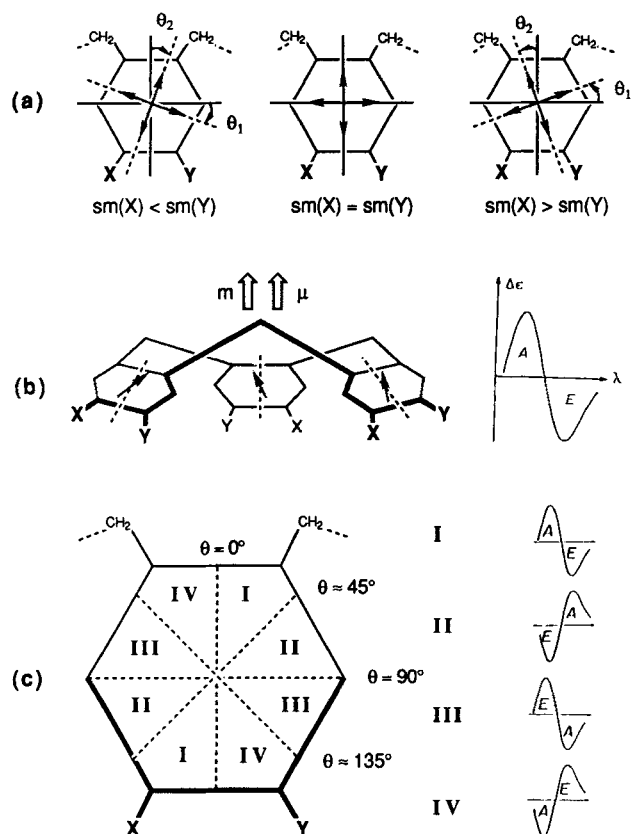 (a)
CH₂ θ₂ CH₂ CH₂ CH₂ CH₂ θ₂ CH₂
θ₁ θ₁
X Y X Y X Y
sm(X) < sm(Y) sm(X) = sm(Y) sm(X) > sm(Y)
(b)
m μ
X Y Y X X Y
Δε
A
E
λ
(c)
CH₂ θ = 0° CH₂
IV I θ ≈ 45°
III II
θ = 90°
II III
I IV θ ≈ 135°
X Y
I A E
II E A
III E A
IV A E